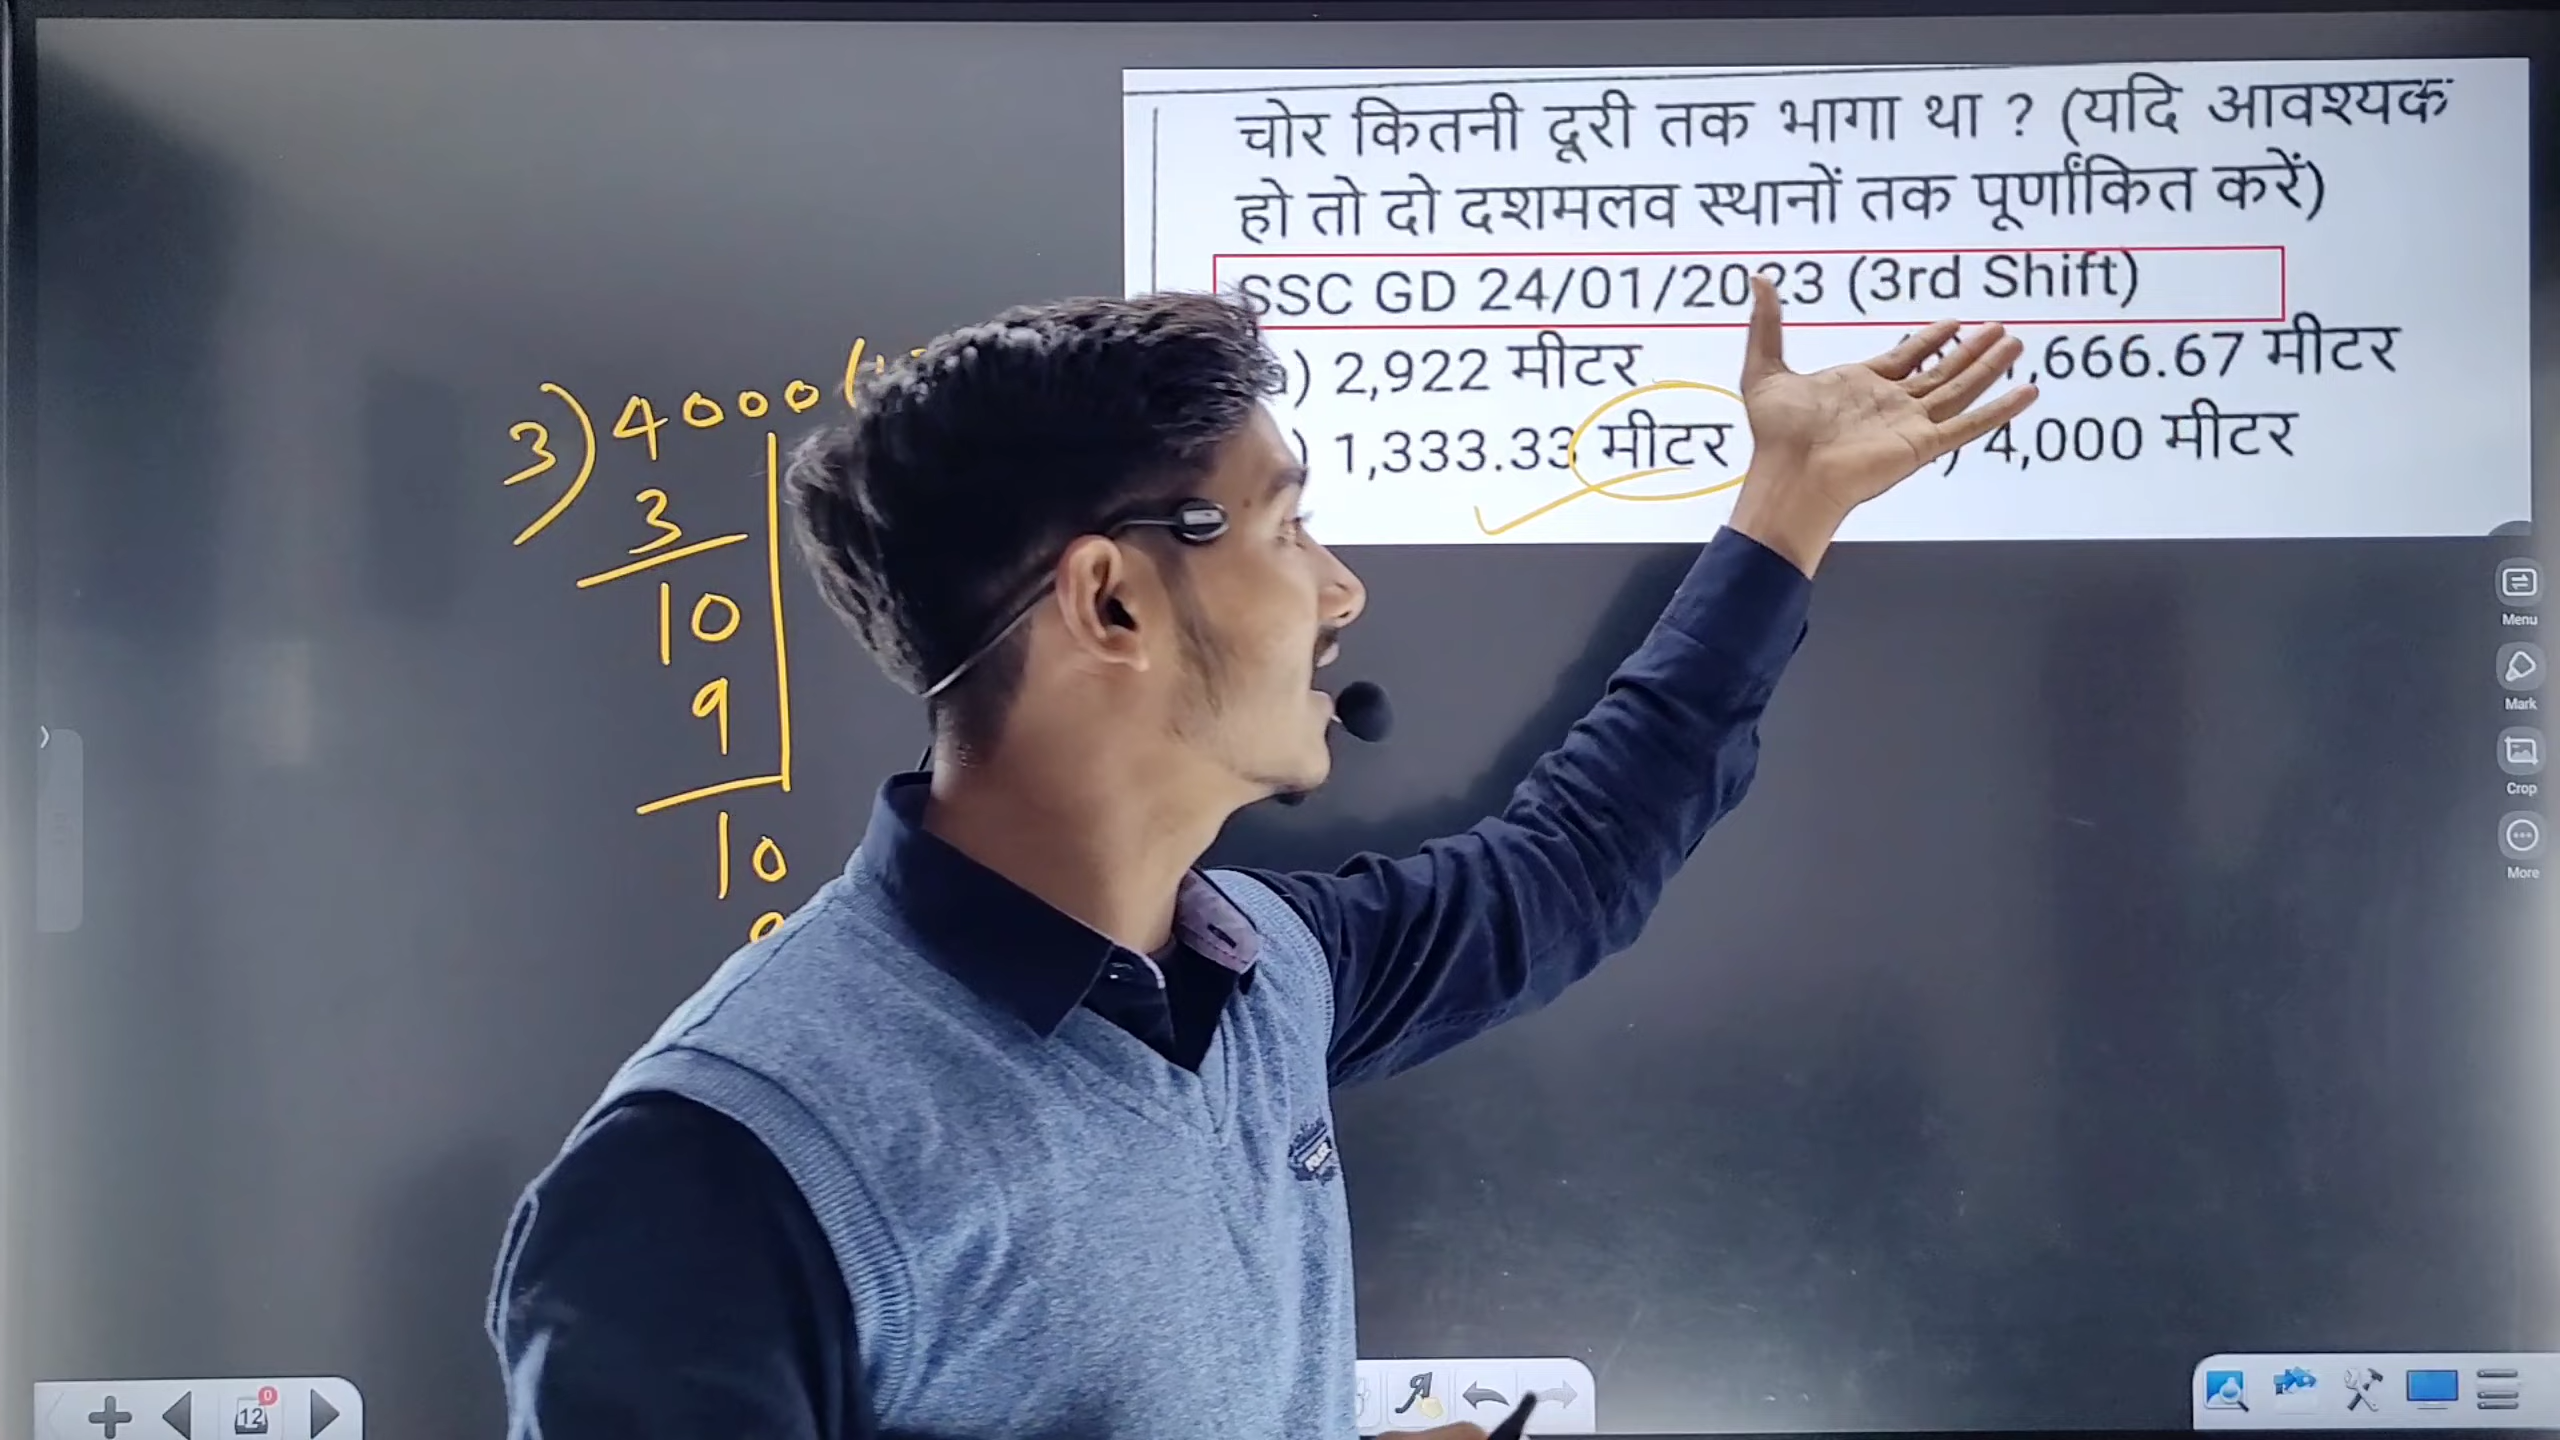 चोर कितनी दूरी तक भागा था ? (यदि आवश्यक
हो तो दो दशमलव स्थानों तक पूर्णांकित करें)
SSC GD 24/01/2023 (3rd Shift)
) 2,922 मीटर ,666.67 मीटर
) 1,333.33 मीटर ) 4,000 मीटर
3) 4000 (
3
10
9
10
Menu
Mark
Crop
More
12
0